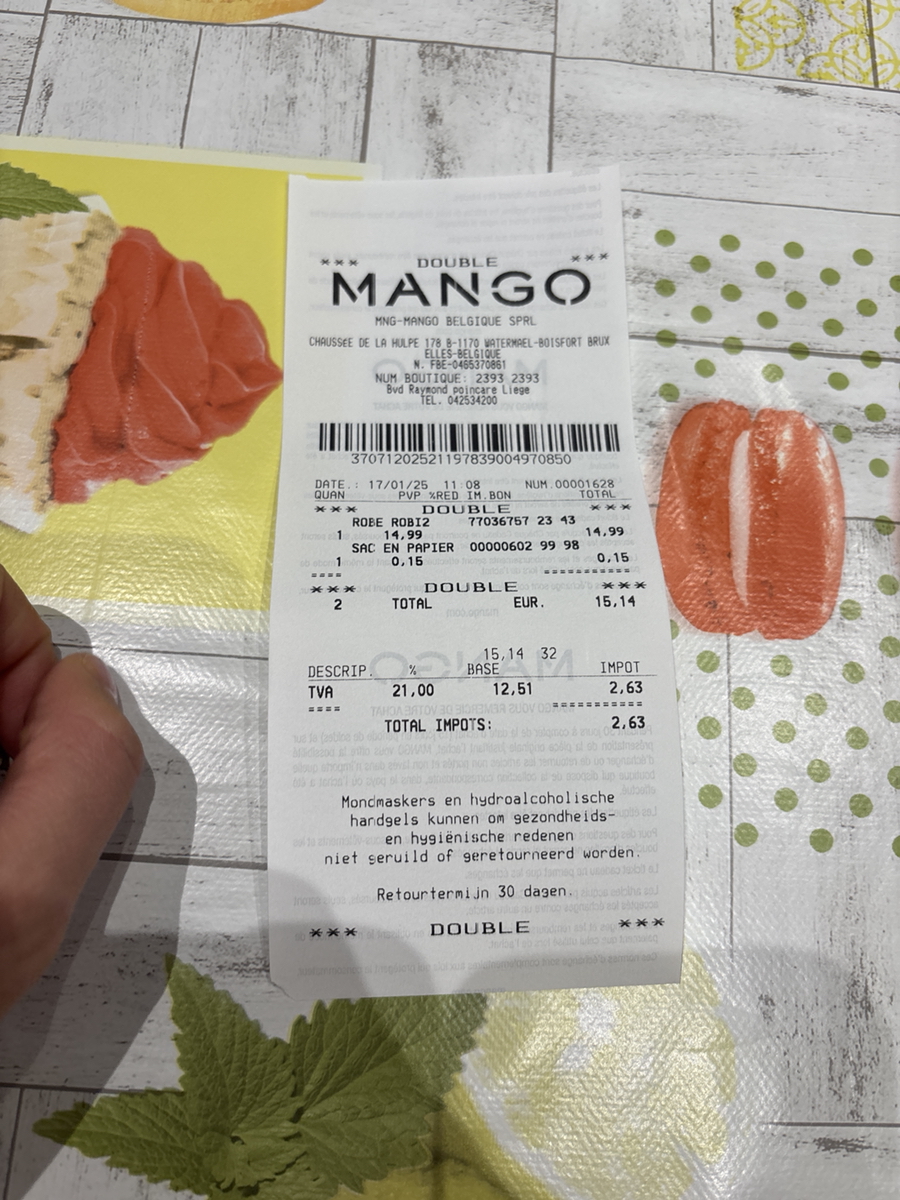 *** DOUBLE ***
MANGO
MNG-MANGO BELGIQUE SPRL
CHAUSSéE DE LA HULPE 178 B-1170 WATERMAEL-BOISFORT BRUX
ELLES-BELGIQUE
N. FBE-0465370861
NUM BOUTIQUE: 2393 2393
Bvd Raymond poincare Liege
TEL. 042534200
37071202521197839004970850
DATE.: 17/01/25 11:08 NUM.00001628
QUAN PVP %RED IM.BON TOTAL
*** DOUBLE ***
ROBE ROBI2 77036757 23 43
1 14,99 14,99
SAC EN PAPIER 00000602 99 98
1 0,15 0,15
==== ===========
*** DOUBLE ***
2 TOTAL EUR. 15,14
15,14 32
DESCRIP. % BASE IMPOT
TVA 21,00 12,51 2,63
==== ===========
TOTAL IMPOTS: 2,63
Mondmaskers en hydroalcoholische
handgels kunnen om gezondheids-
en hygiënische redenen
niet geruild of geretourneerd worden.
Retourtermijn 30 dagen.
*** DOUBLE ***